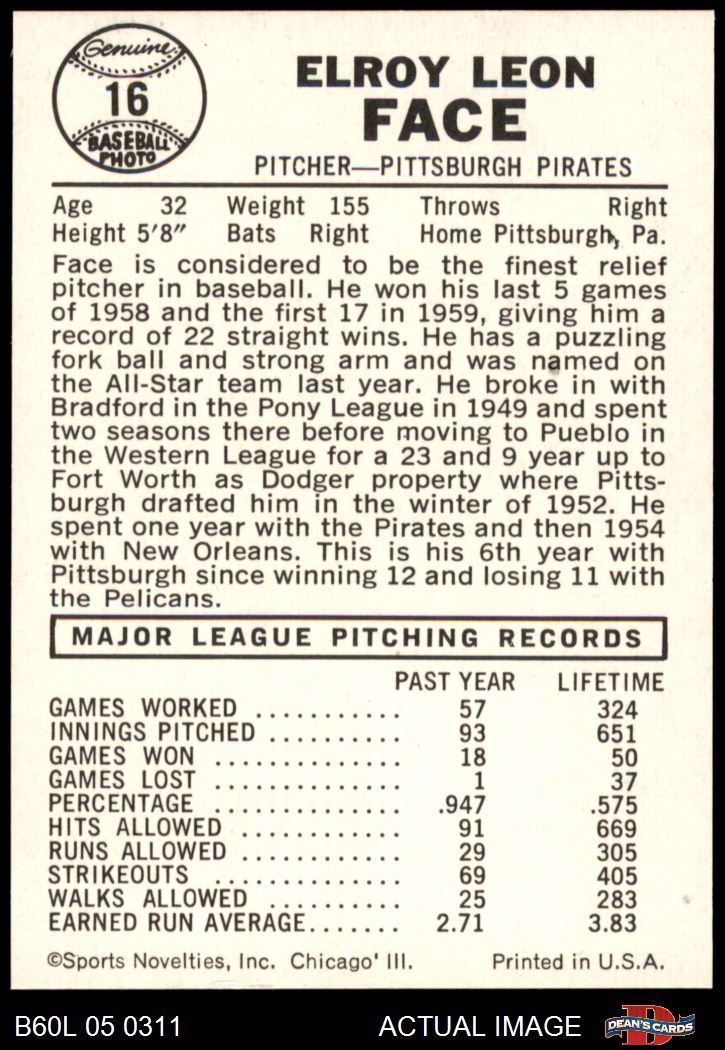 Genuine
16
BASEBALL
PHOTO
ELROY LEON
FACE
PITCHER—PITTSBURGH PIRATES
Age 32 Weight 155 Throws Right
Height 5'8" Bats Right Home Pittsburgh, Pa.
Face is considered to be the finest relief
pitcher in baseball. He won his last 5 games
of 1958 and the first 17 in 1959, giving him a
record of 22 straight wins. He has a puzzling
fork ball and strong arm and was named on
the All-Star team last year. He broke in with
Bradford in the Pony League in 1949 and spent
two seasons there before moving to Pueblo in
the Western League for a 23 and 9 year up to
Fort Worth as Dodger property where Pitts-
burgh drafted him in the winter of 1952. He
spent one year with the Pirates and then 1954
with New Orleans. This is his 6th year with
Pittsburgh since winning 12 and losing 11 with
the Pelicans.
MAJOR LEAGUE PITCHING RECORDS
PAST YEAR LIFETIME
GAMES WORKED ........... 57 324
INNINGS PITCHED .......... 93 651
GAMES WON .............. 18 50
GAMES LOST .............. 1 37
PERCENTAGE .............. .947 .575
HITS ALLOWED ............ 91 669
RUNS ALLOWED ............ 29 305
STRIKEOUTS .............. 69 405
WALKS ALLOWED .......... 25 283
EARNED RUN AVERAGE....... 2.71 3.83
©Sports Novelties, Inc. Chicago' Ill. Printed in U.S.A.
B60L 05 0311 ACTUAL IMAGE
D
DEAN'S CARDS